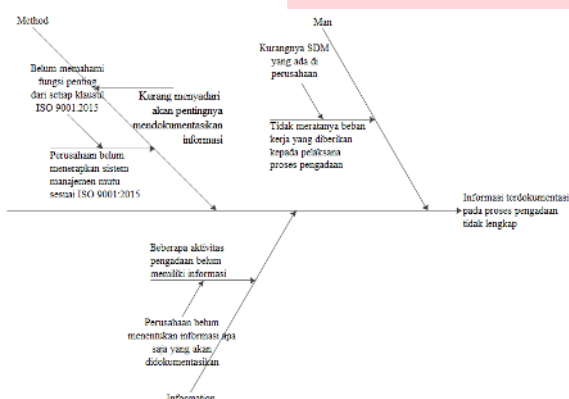 Method
Man
Kurangnya SDM
yang ada di
perusahaan
Belum memahami
fungsi penting
dari setiap klausul
ISO 9001:2015
Kurang menyadari
akan pentingnya
mendokumentasikan
informasi
Tidak meratanya beban
kerja yang diberikan
kepada pelaksana
proses pengadaan
Perusahaan belum
menerapkan sistem
manajemen mutu
sesuai ISO 9001:2015
Informasi terdokumentasi
pada proses pengadaan
tidak lengkap
Beberapa aktivitas
pengadaan belum
memiliki informasi
Perusahaan belum
menentukan informasi apa
saja yang akan
didokumentasikan
Information